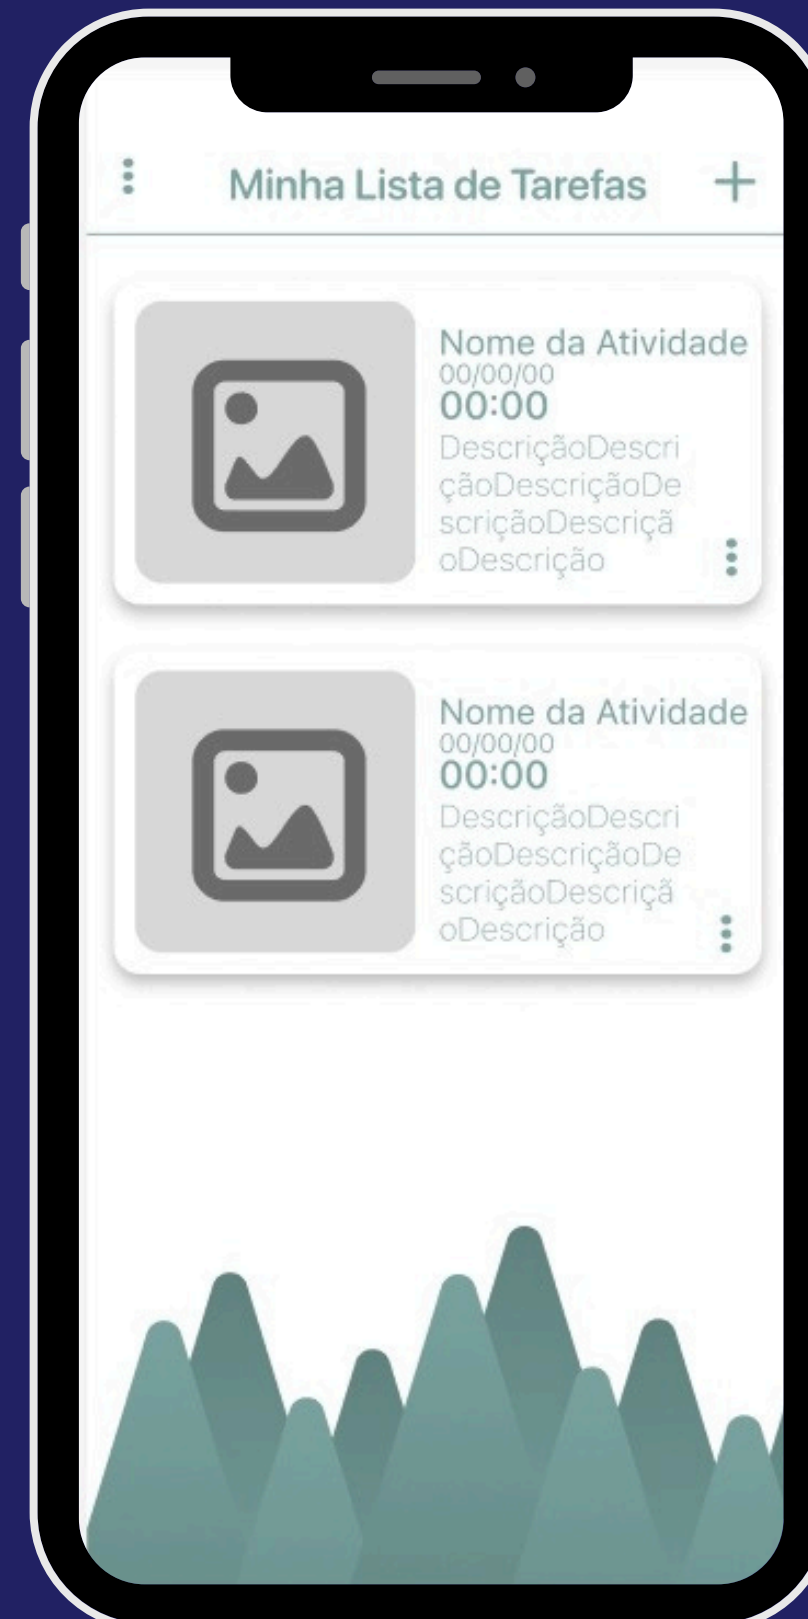 Minha Lista de Tarefas
Nome da Atividade
00/00/00
00:00
DescriçãoDescri
çãoDescriçãoDe
scriçãoDescriçã
oDescrição
Nome da Atividade
00/00/00
00:00
DescriçãoDescri
çãoDescriçãoDe
scriçãoDescriçã
oDescrição